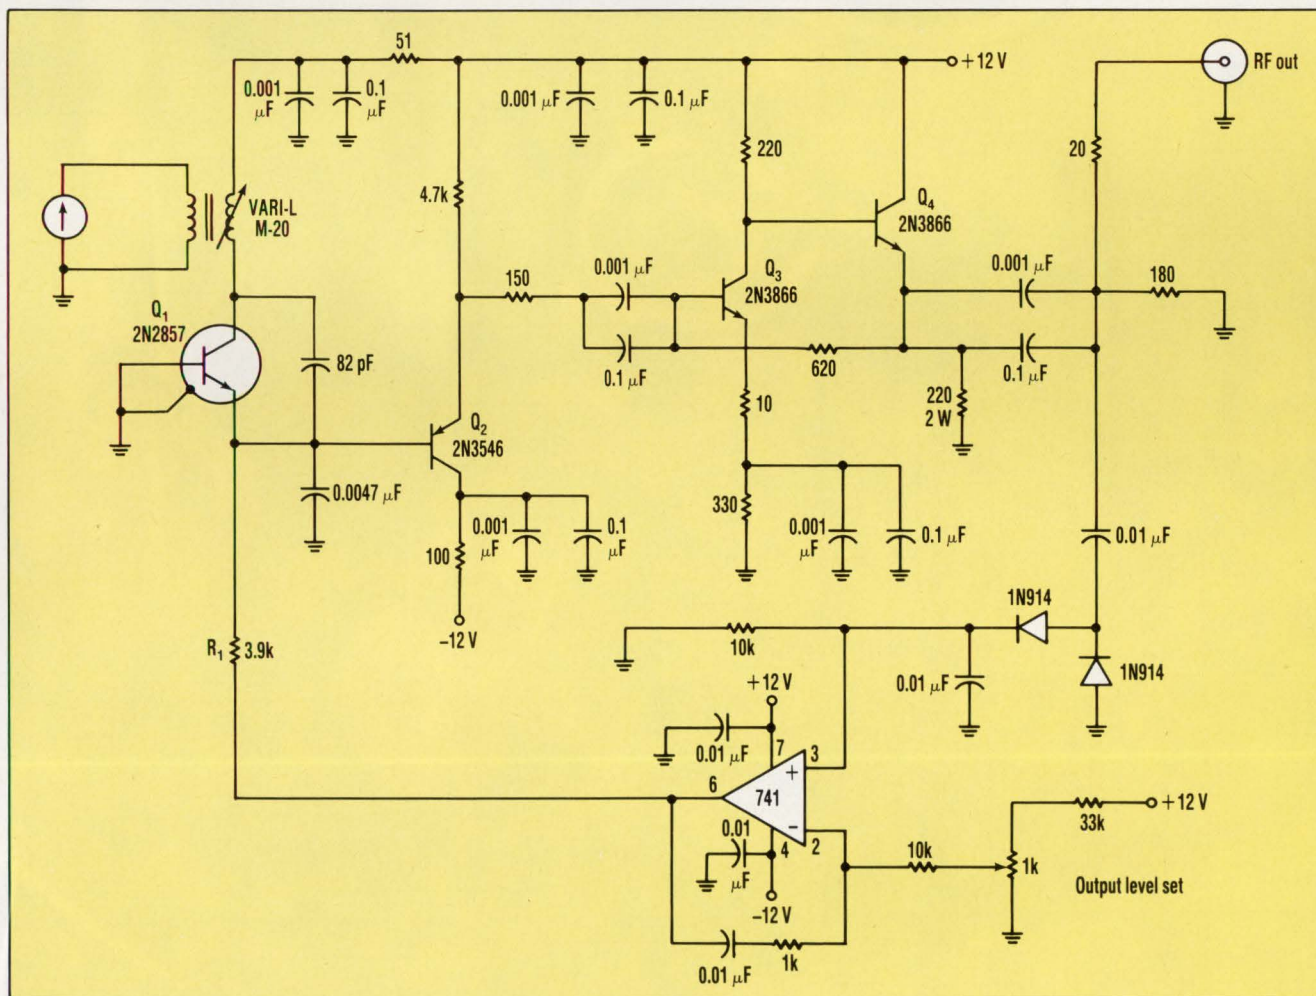 51
+12 V
RF out
0.001 μF
0.1 μF
0.001 μF
0.1 μF
220
20
VARI-L
M-20
4.7k
Q4
2N3866
Q1
2N2857
150
0.001 μF
Q3
2N3866
0.001 μF
180
82 pF
0.1 μF
620
0.1 μF
10
220
2 W
Q2
2N3546
0.0047 μF
0.001 μF
0.1 μF
330
0.001 μF
0.1 μF
0.01 μF
100
-12 V
1N914
R1 3.9k
10k
0.01 μF
1N914
+12 V
0.01 μF
7
3
+
6
741
-
4
2
0.01 μF
-12 V
10k
33k
+12 V
1k
Output level set
0.01 μF
1k